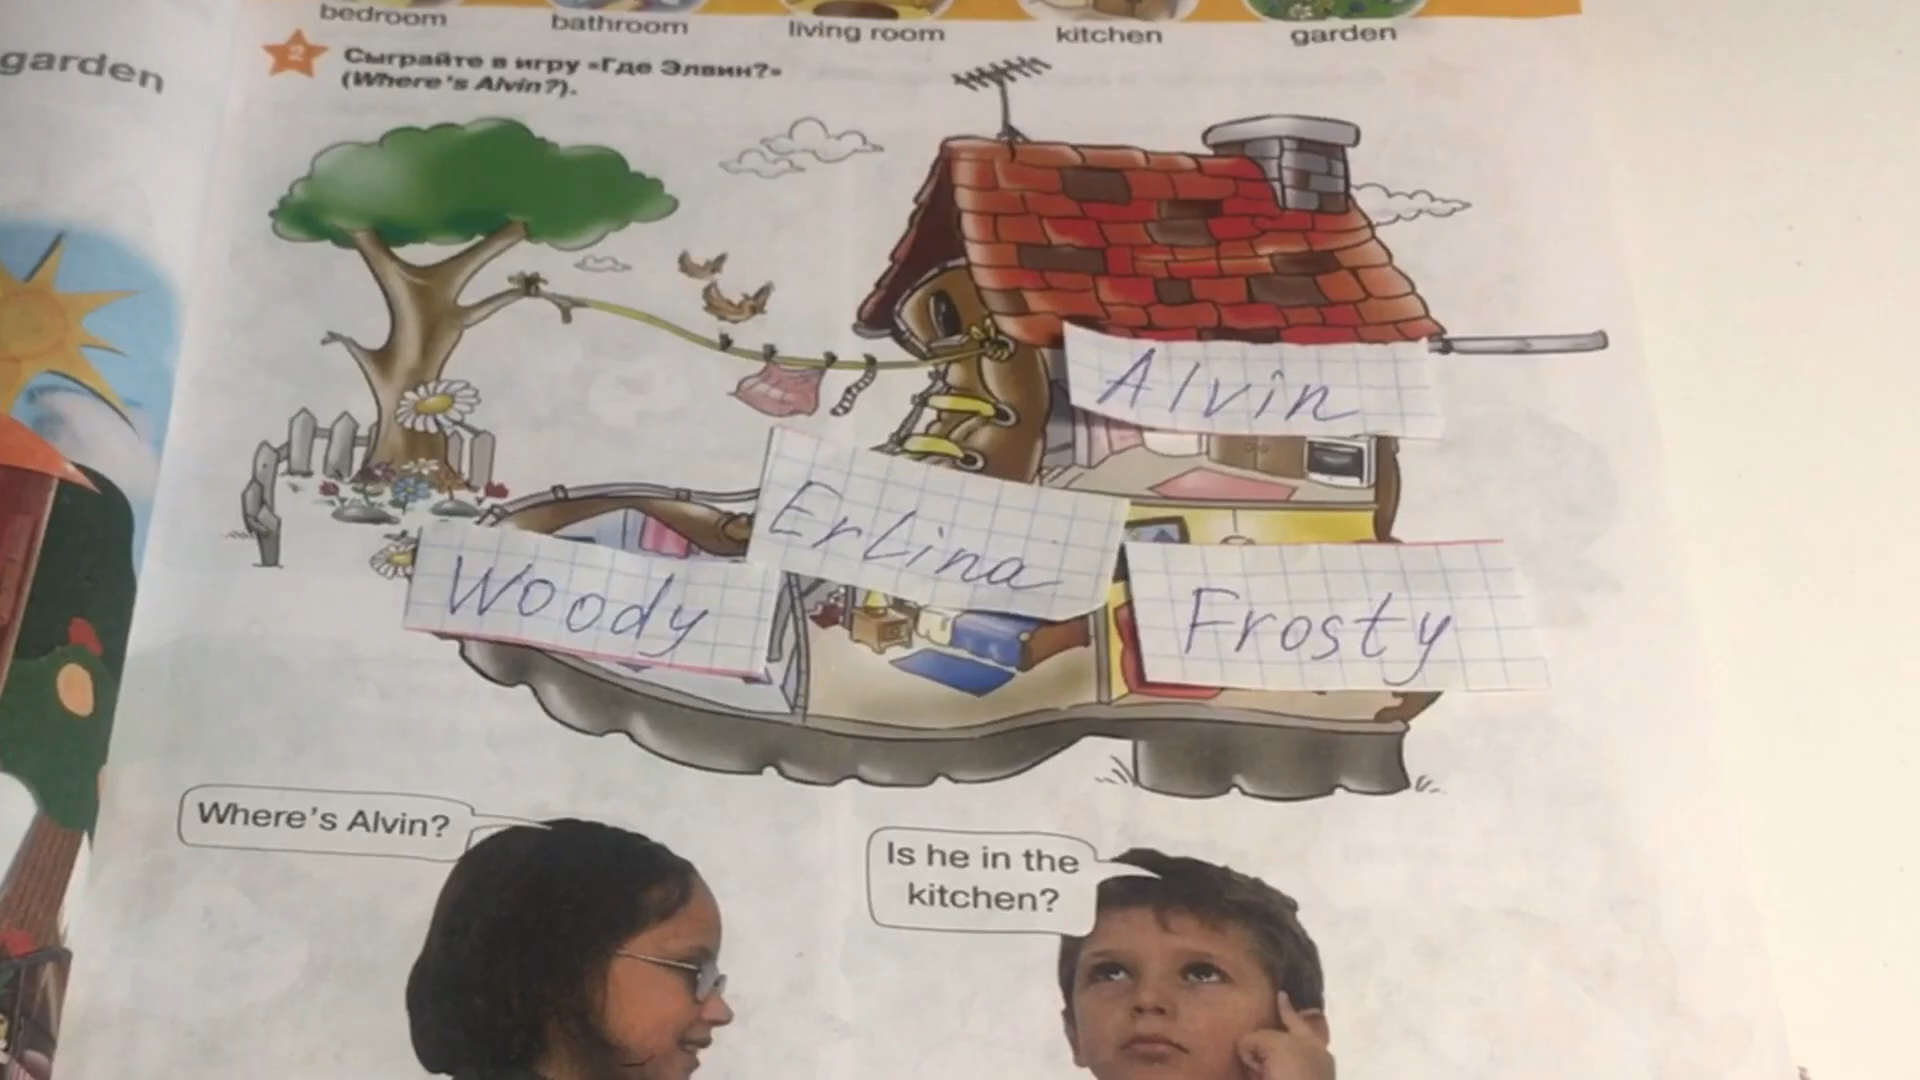 bedroom
bathroom
living room
kitchen
garden
garden
2
Сыграйте в игру «Где Элвин?»
(Where's Alvin?).
Alvin
Erlina
Woody
Frosty
Where's Alvin?
Is he in the
kitchen?